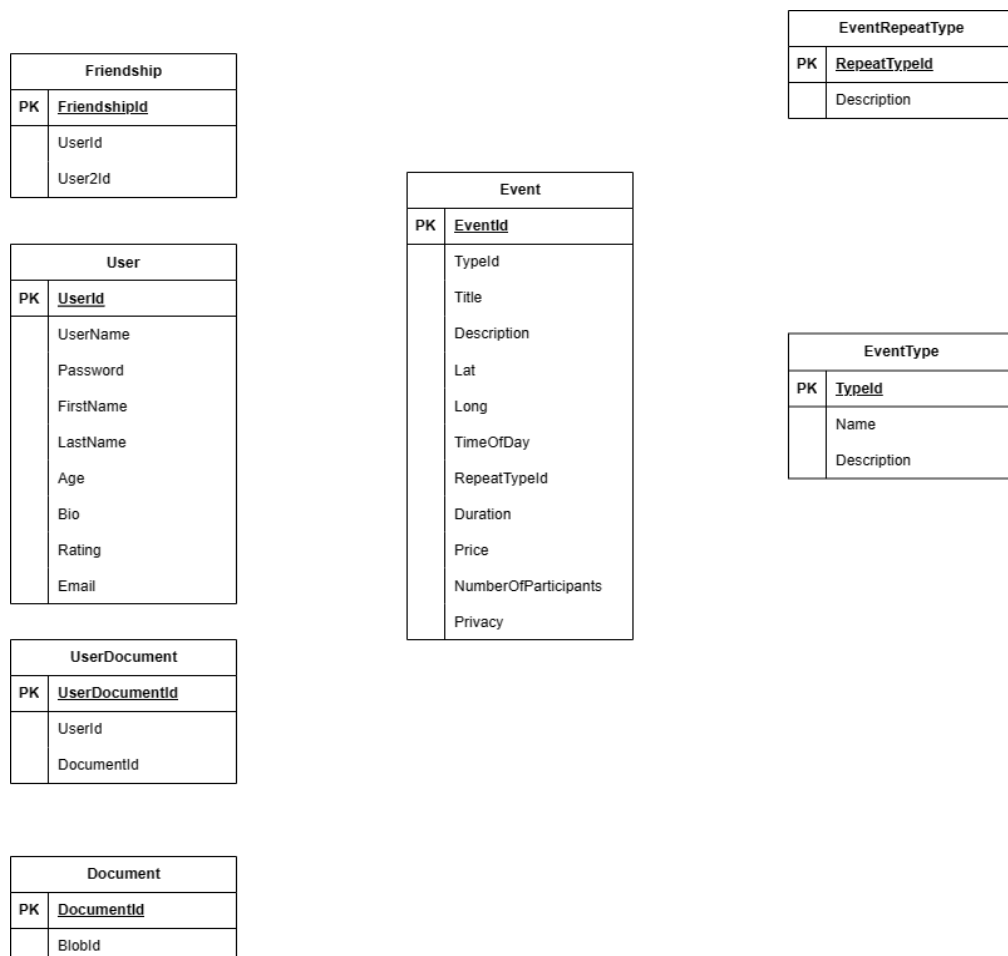 Friendship
PK FriendshipId
UserId
User2Id
User
PK UserId
UserName
Password
FirstName
LastName
Age
Bio
Rating
Email
UserDocument
PK UserDocumentId
UserId
DocumentId
Document
PK DocumentId
BlobId
Event
PK EventId
TypeId
Title
Description
Lat
Long
TimeOfDay
RepeatTypeId
Duration
Price
NumberOfParticipants
Privacy
EventRepeatType
PK RepeatTypeId
Description
EventType
PK TypeId
Name
Description